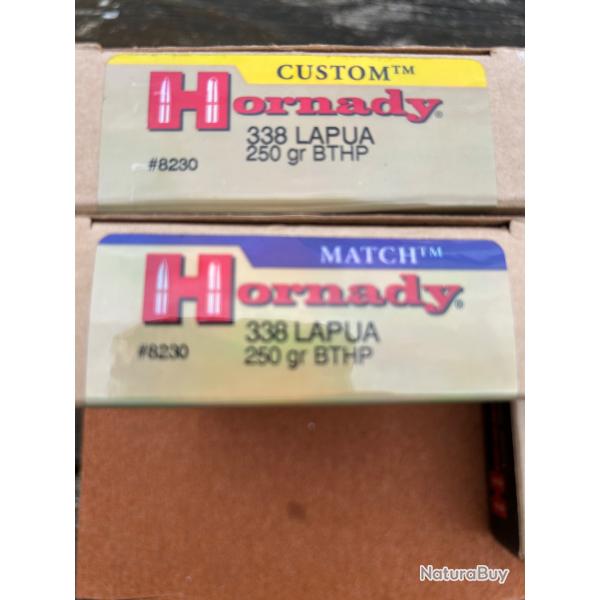 CUSTOM™
Hornady®
338 LAPUA
250 gr BTHP
#8230
MATCH™
Hornady®
338 LAPUA
250 gr BTHP
#8230
NaturaBuy